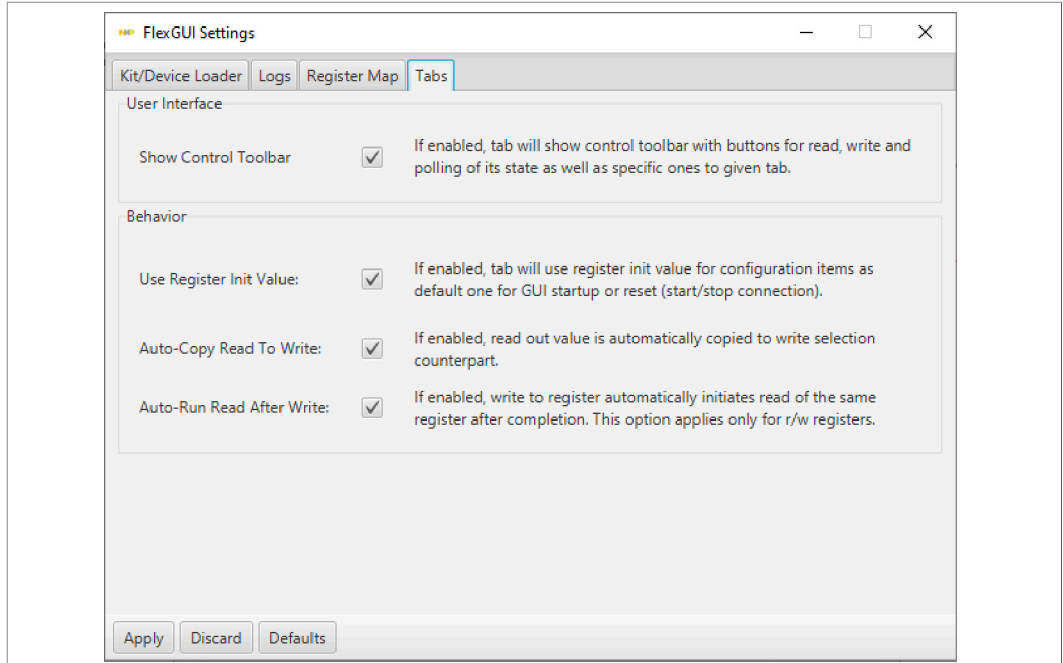 NXP FlexGUI Settings
Kit/Device Loader Logs Register Map Tabs
User Interface
Show Control Toolbar
If enabled, tab will show control toolbar with buttons for read, write and
polling of its state as well as specific ones to given tab.
Behavior
Use Register Init Value:
If enabled, tab will use register init value for configuration items as
default one for GUI startup or reset (start/stop connection).
Auto-Copy Read To Write:
If enabled, read out value is automatically copied to write selection
counterpart.
Auto-Run Read After Write:
If enabled, write to register automatically initiates read of the same
register after completion. This option applies only for r/w registers.
Apply Discard Defaults